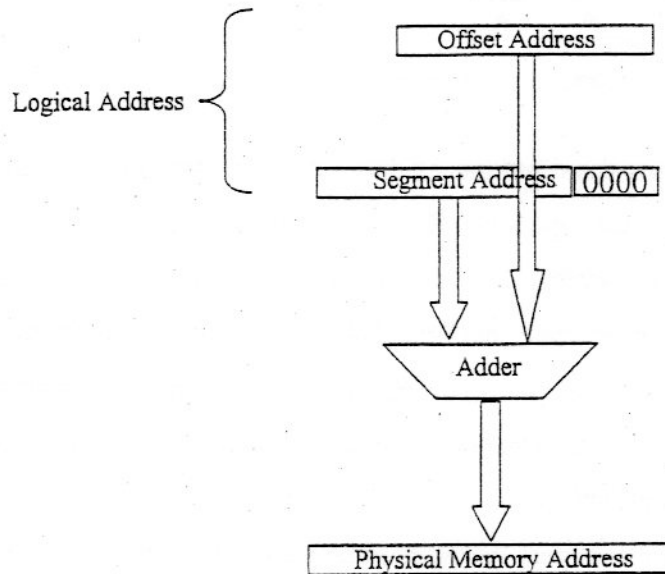 Offset Address
Logical Address
Segment Address 0000
Adder
Physical Memory Address